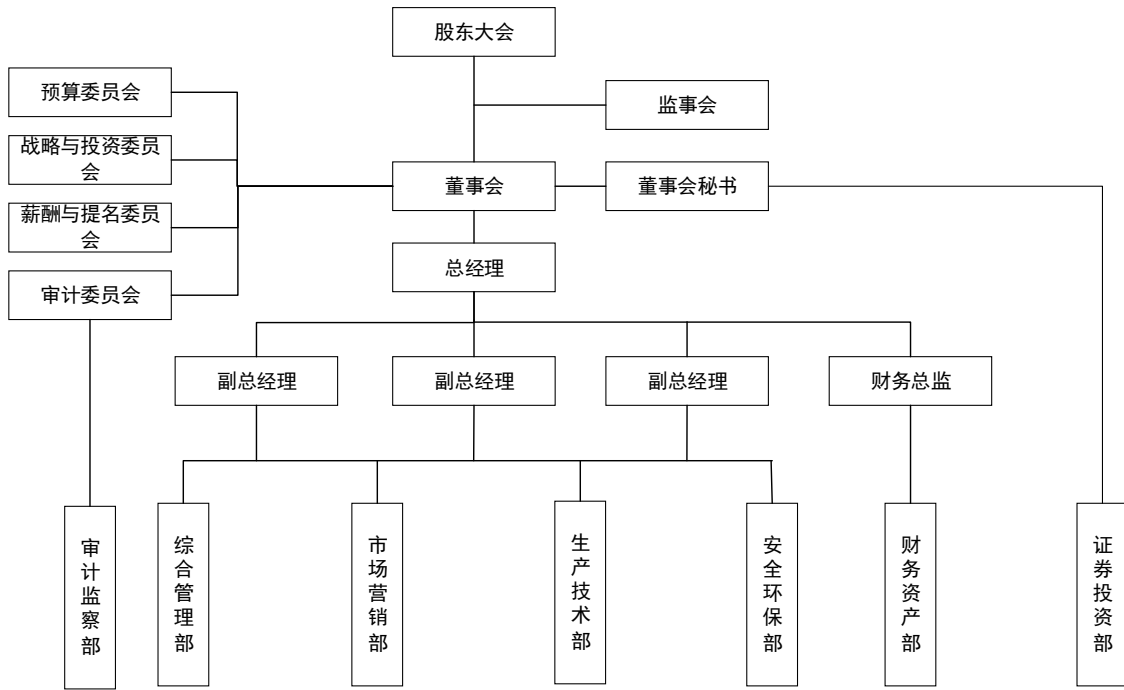 股东大会
预算委员会
监事会
战略与投资委员
会
董事会
董事会秘书
薪酬与提名委员
会
总经理
审计委员会
副总经理
副总经理
副总经理
财务总监
审计监察部
综合管理部
市场营销部
生产技术部
安全环保部
财务资产部
证券投资部